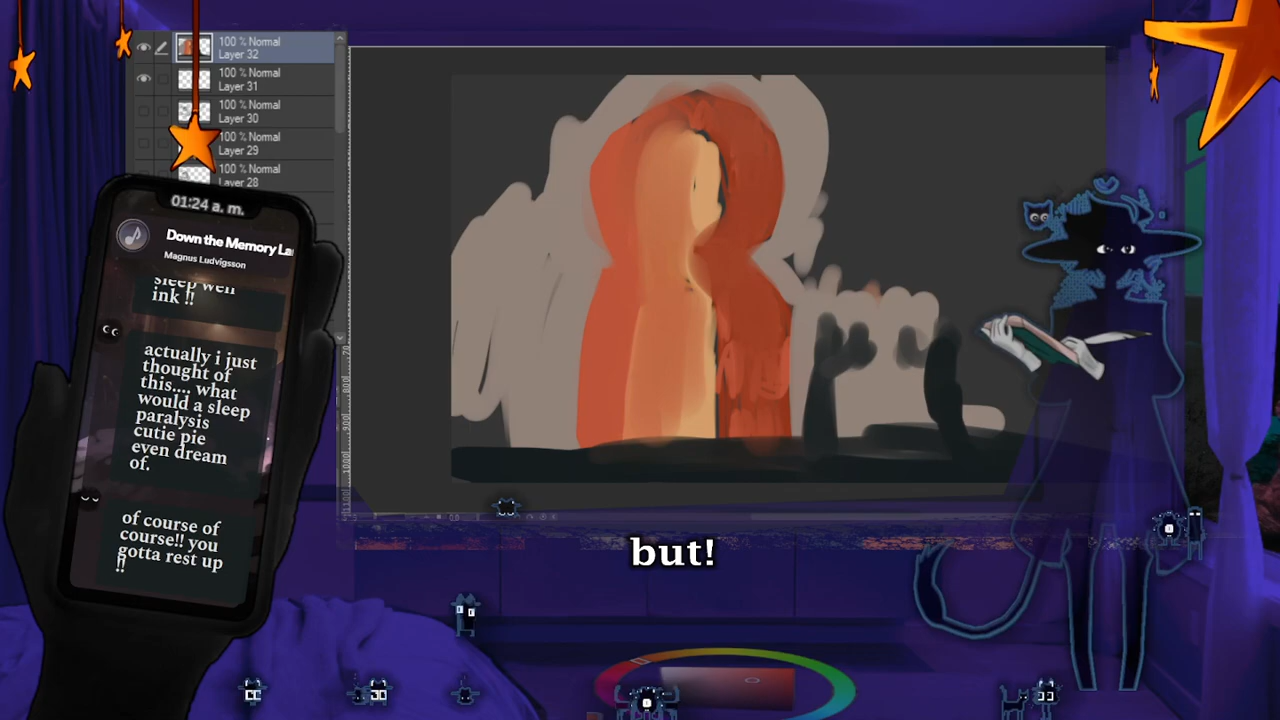 100 % Normal
Layer 32
100 % Normal
Layer 31
100 % Normal
Layer 30
100 % Normal
Layer 29
100 % Normal
Layer 28
01:24 a. m.
Down the Memory La
Magnus Ludvigsson
sleep well
ink !!
actually i just
thought of
this.... what
would a sleep
paralysis
cutie pie
even dream
of.
of course of
course!! you
gotta rest up
!!
but!